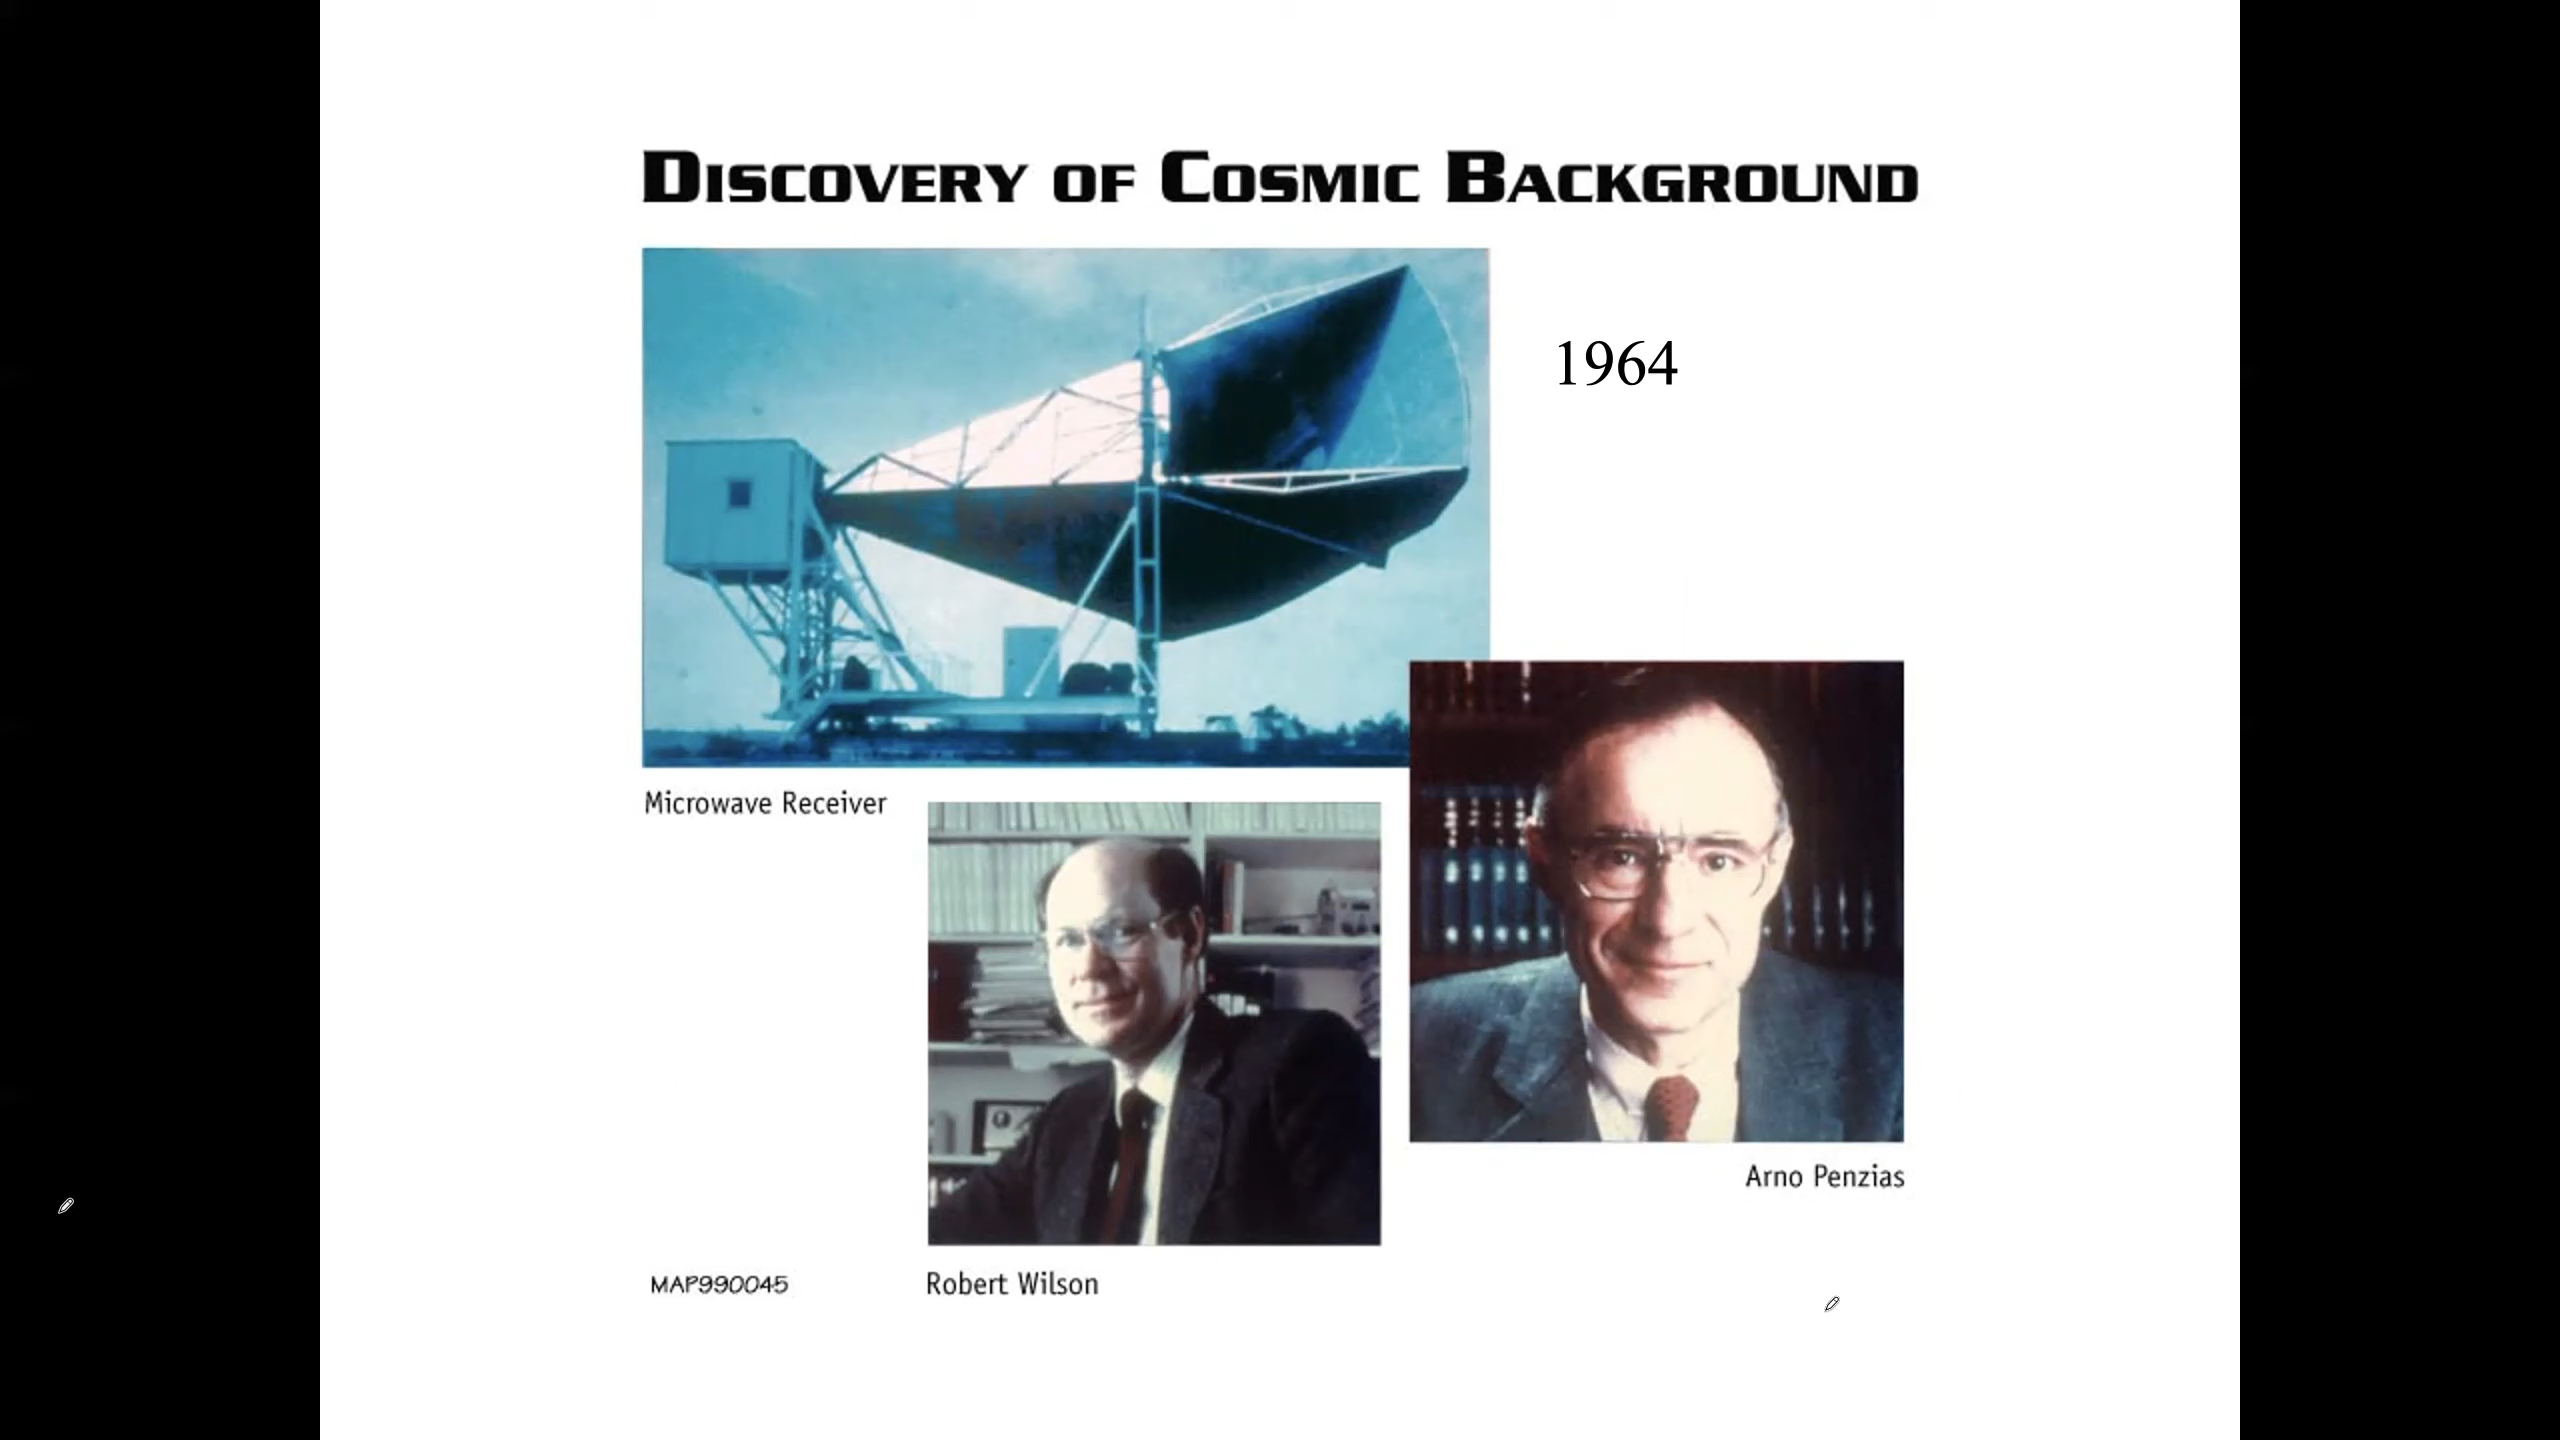 DISCOVERY OF COSMIC BACKGROUND
1964
Microwave Receiver
Arno Penzias
MAP990045
Robert Wilson